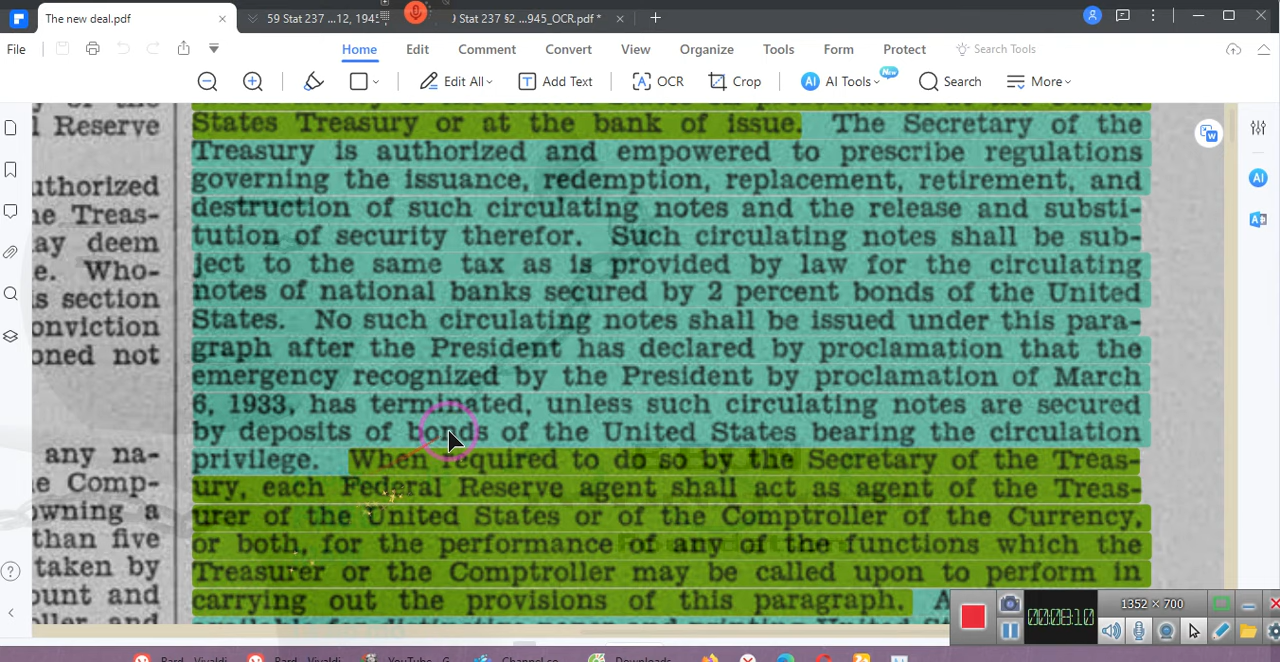 The new deal.pdf
59 Stat 237 ...12, 1945
Stat 237 §2 ...945_OCR.pdf *
File
Home
Edit
Comment
Convert
View
Organize
Tools
Form
Protect
Search Tools
Edit All
Add Text
OCR
Crop
AI Tools
New
Search
More
l Reserve
uthorized
ne Treas-
ay deem
e. Who-
s section
onviction
oned not
any na-
e Comp-
owning a
than five
taken by
ount and
States Treasury or at the bank of issue. The Secretary of the
Treasury is authorized and empowered to prescribe regulations
governing the issuance, redemption, replacement, retirement, and
destruction of such circulating notes and the release and substi-
tution of security therefor. Such circulating notes shall be sub-
ject to the same tax as is provided by law for the circulating
notes of national banks secured by 2 percent bonds of the United
States. No such circulating notes shall be issued under this para-
graph after the President has declared by proclamation that the
emergency recognized by the President by proclamation of March
6, 1933, has terminated, unless such circulating notes are secured
by deposits of bonds of the United States bearing the circulation
privilege. When required to do so by the Secretary of the Treas-
ury, each Federal Reserve agent shall act as agent of the Treas-
urer of the United States or of the Comptroller of the Currency,
or both, for the performance of any of the functions which the
Treasurer or the Comptroller may be called upon to perform in
carrying out the provisions of this paragraph.
1352 × 700
00:03:10
Bard Vivaldi
Bard Vivaldi
YouTube G
Channel co
Downloads